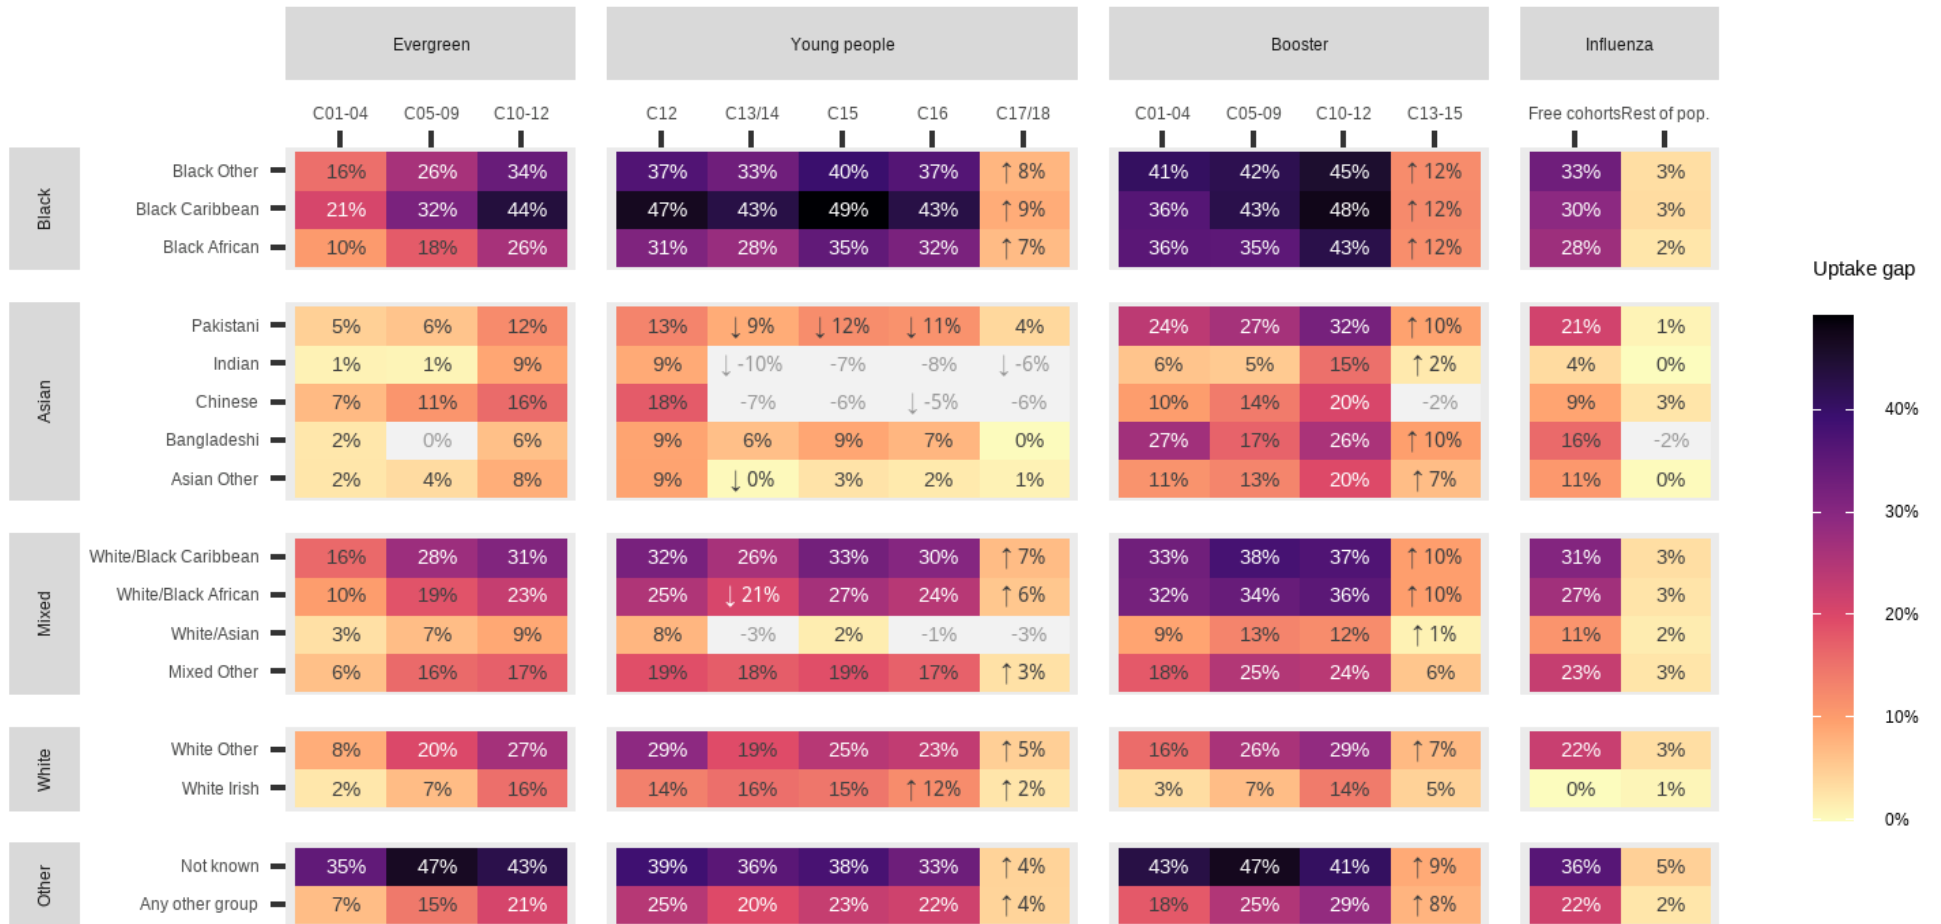 Evergreen Young people Booster Influenza
C01-04 C05-09 C10-12 C12 C13/14 C15 C16 C17/18 C01-04 C05-09 C10-12 C13-15 Free cohorts Rest of pop.
Black
Black Other 16% 26% 34% 37% 33% 40% 37% ↑ 8% 41% 42% 45% ↑ 12% 33% 3%
Black Caribbean 21% 32% 44% 47% 43% 49% 43% ↑ 9% 36% 43% 48% ↑ 12% 30% 3%
Black African 10% 18% 26% 31% 28% 35% 32% ↑ 7% 36% 35% 43% ↑ 12% 28% 2%
Asian
Pakistani 5% 6% 12% 13% ↓ 9% ↓ 12% ↓ 11% 4% 24% 27% 32% ↑ 10% 21% 1%
Indian 1% 1% 9% 9% ↓ -10% -7% -8% ↓ -6% 6% 5% 15% ↑ 2% 4% 0%
Chinese 7% 11% 16% 18% -7% -6% ↓ -5% -6% 10% 14% 20% -2% 9% 3%
Bangladeshi 2% 0% 6% 9% 6% 9% 7% 0% 27% 17% 26% ↑ 10% 16% -2%
Asian Other 2% 4% 8% 9% ↓ 0% 3% 2% 1% 11% 13% 20% ↑ 7% 11% 0%
Mixed
White/Black Caribbean 16% 28% 31% 32% 26% 33% 30% ↑ 7% 33% 38% 37% ↑ 10% 31% 3%
White/Black African 10% 19% 23% 25% ↓ 21% 27% 24% ↑ 6% 32% 34% 36% ↑ 10% 27% 3%
White/Asian 3% 7% 9% 8% -3% 2% -1% -3% 9% 13% 12% ↑ 1% 11% 2%
Mixed Other 6% 16% 17% 19% 18% 19% 17% ↑ 3% 18% 25% 24% 6% 23% 3%
White
White Other 8% 20% 27% 29% 19% 25% 23% ↑ 5% 16% 26% 29% ↑ 7% 22% 3%
White Irish 2% 7% 16% 14% 16% 15% ↑ 12% ↑ 2% 3% 7% 14% 5% 0% 1%
Other
Not known 35% 47% 43% 39% 36% 38% 33% ↑ 4% 43% 47% 41% ↑ 9% 36% 5%
Any other group 7% 15% 21% 25% 20% 23% 22% ↑ 4% 18% 25% 29% ↑ 8% 22% 2%
Uptake gap
40%
30%
20%
10%
0%